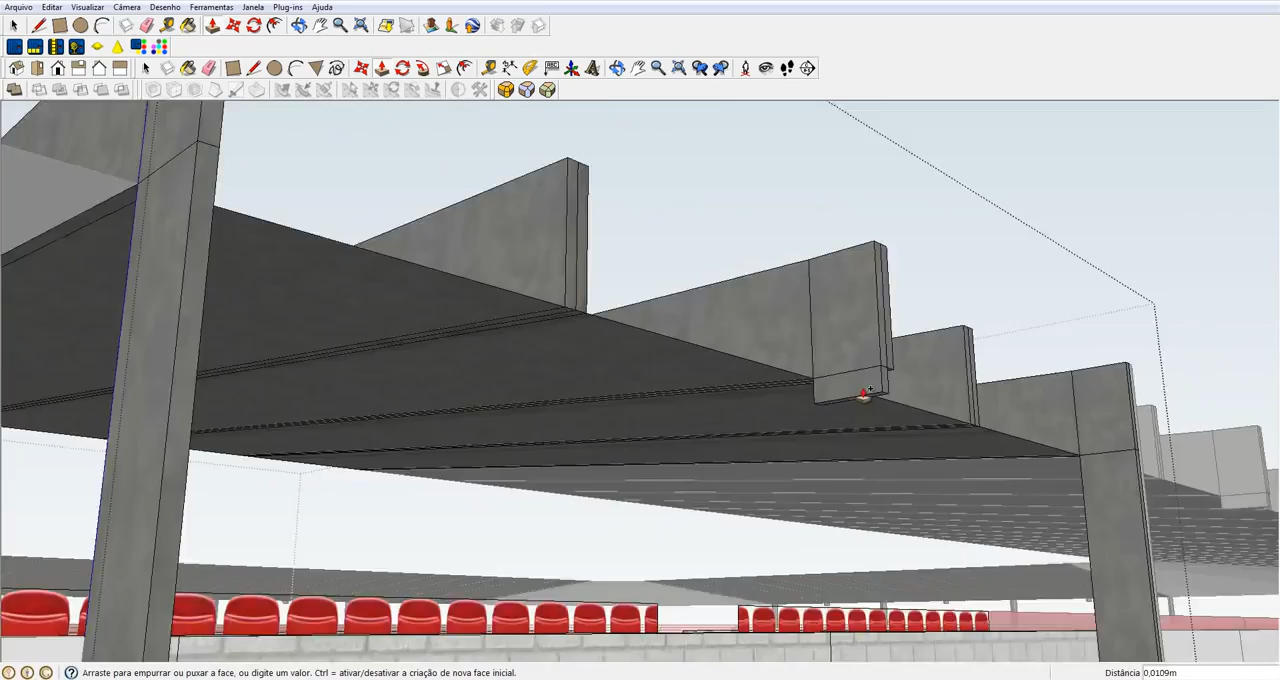 Arquivo Editar Visualizar Câmera Desenho Ferramentas Janela Plug-ins Ajuda
Arraste para empurrar ou puxar a face, ou digite um valor. Ctrl = ativar/desativar a criação de nova face inicial.
Distância 0,0109m